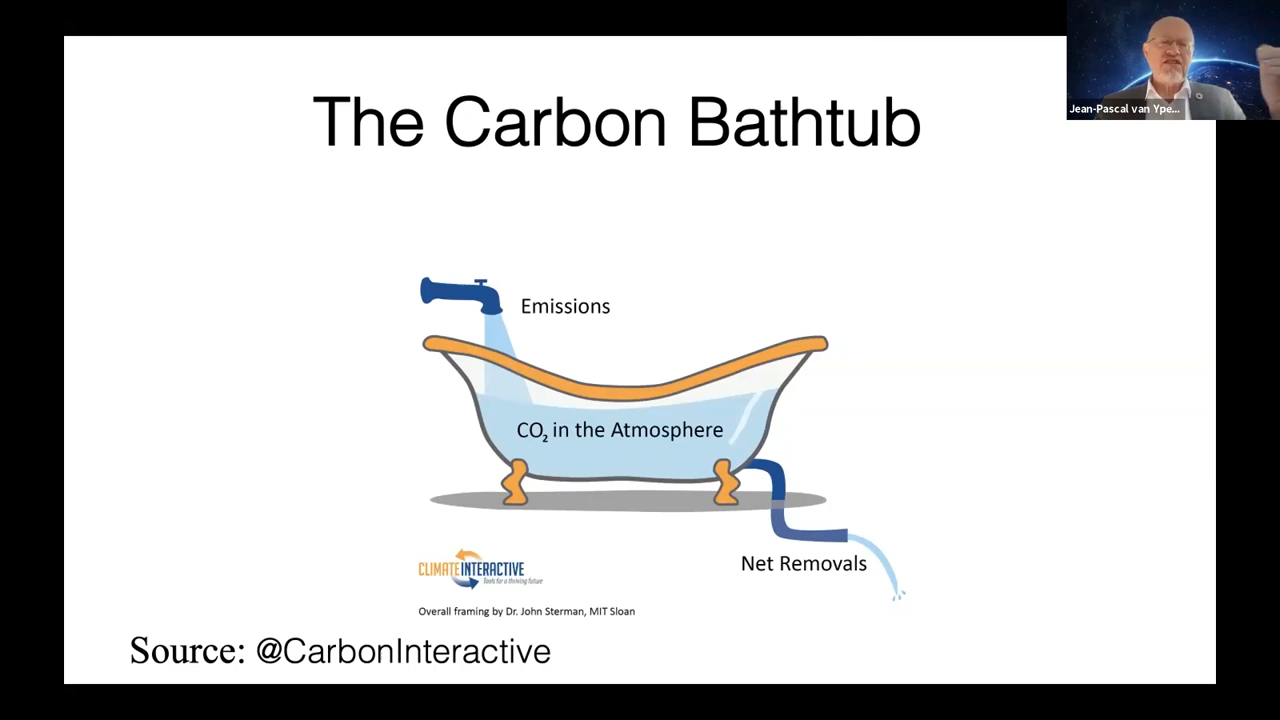 The Carbon Bathtub
Jean-Pascal van Ype...
Emissions
CO₂ in the Atmosphere
Net Removals
CLIMATEINTERACTIVE
Tools for a thriving future
Overall framing by Dr. John Sterman, MIT Sloan
Source: @CarbonInteractive